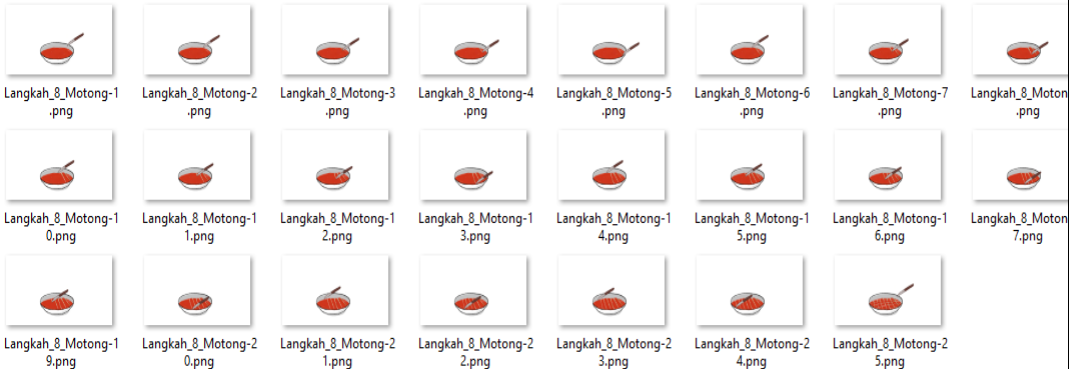 Langkah_8_Motong-1
.png
Langkah_8_Motong-2
.png
Langkah_8_Motong-3
.png
Langkah_8_Motong-4
.png
Langkah_8_Motong-5
.png
Langkah_8_Motong-6
.png
Langkah_8_Motong-7
.png
Langkah_8_Moton
.png
Langkah_8_Motong-1
0.png
Langkah_8_Motong-1
1.png
Langkah_8_Motong-1
2.png
Langkah_8_Motong-1
3.png
Langkah_8_Motong-1
4.png
Langkah_8_Motong-1
5.png
Langkah_8_Motong-1
6.png
Langkah_8_Moton
7.png
Langkah_8_Motong-1
9.png
Langkah_8_Motong-2
0.png
Langkah_8_Motong-2
1.png
Langkah_8_Motong-2
2.png
Langkah_8_Motong-2
3.png
Langkah_8_Motong-2
4.png
Langkah_8_Motong-2
5.png